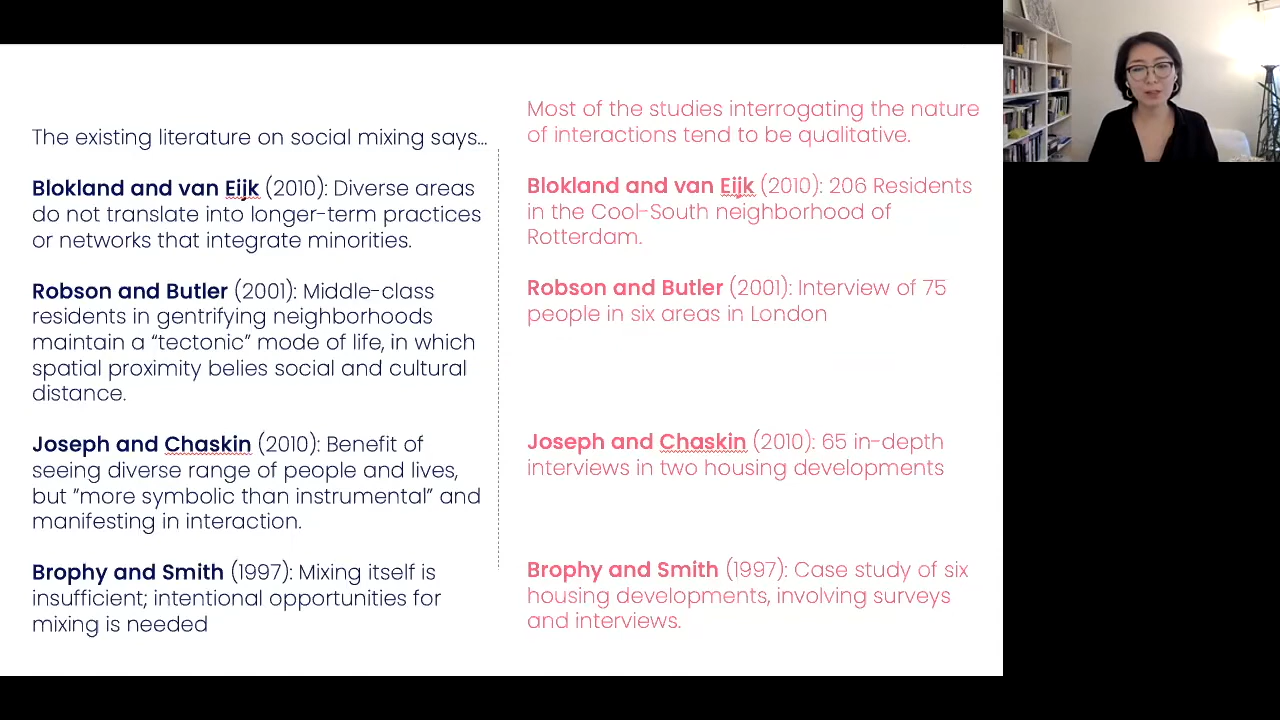 The existing literature on social mixing says...
Blokland and van Eijk (2010): Diverse areas
do not translate into longer-term practices
or networks that integrate minorities.
Robson and Butler (2001): Middle-class
residents in gentrifying neighborhoods
maintain a “tectonic” mode of life, in which
spatial proximity belies social and cultural
distance.
Joseph and Chaskin (2010): Benefit of
seeing diverse range of people and lives,
but ”more symbolic than instrumental” and
manifesting in interaction.
Brophy and Smith (1997): Mixing itself is
insufficient; intentional opportunities for
mixing is needed
Most of the studies interrogating the nature
of interactions tend to be qualitative.
Blokland and van Eijk (2010): 206 Residents
in the Cool-South neighborhood of
Rotterdam.
Robson and Butler (2001): Interview of 75
people in six areas in London
Joseph and Chaskin (2010): 65 in-depth
interviews in two housing developments
Brophy and Smith (1997): Case study of six
housing developments, involving surveys
and interviews.